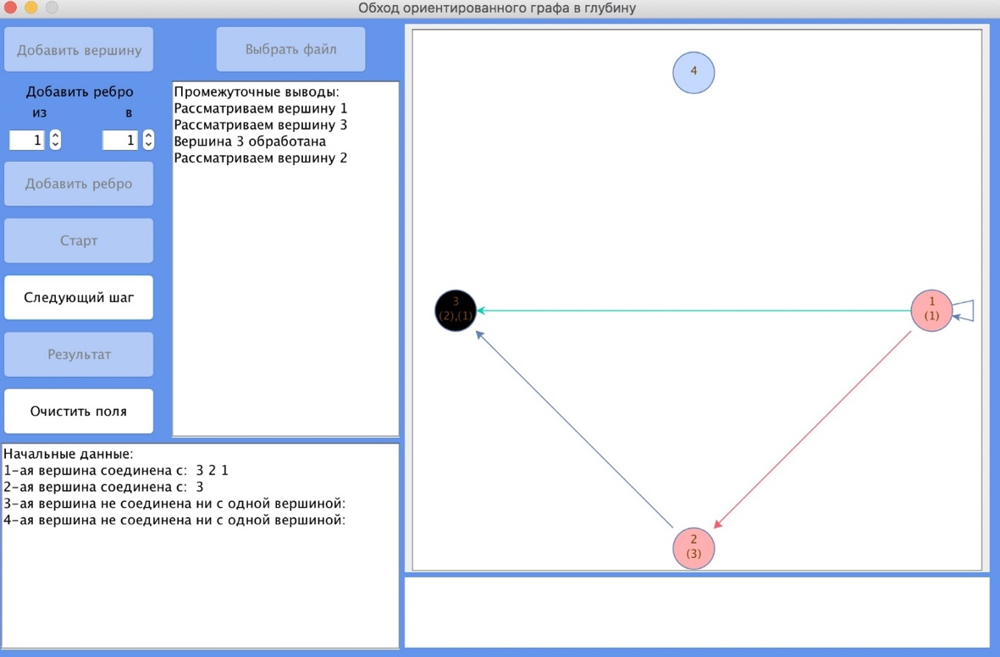 Обход ориентированного графа в глубину
Добавить вершину
Выбрать файл
Добавить ребро
из в
1 1
Добавить ребро
Старт
Следующий шаг
Результат
Очистить поля
Промежуточные выводы:
Рассматриваем вершину 1
Рассматриваем вершину 3
Вершина 3 обработана
Рассматриваем вершину 2
Начальные данные:
1-ая вершина соединена с: 3 2 1
2-ая вершина соединена с: 3
3-ая вершина не соединена ни с одной вершиной:
4-ая вершина не соединена ни с одной вершиной:
4
3
(2),(1)
1
(1)
2
(3)